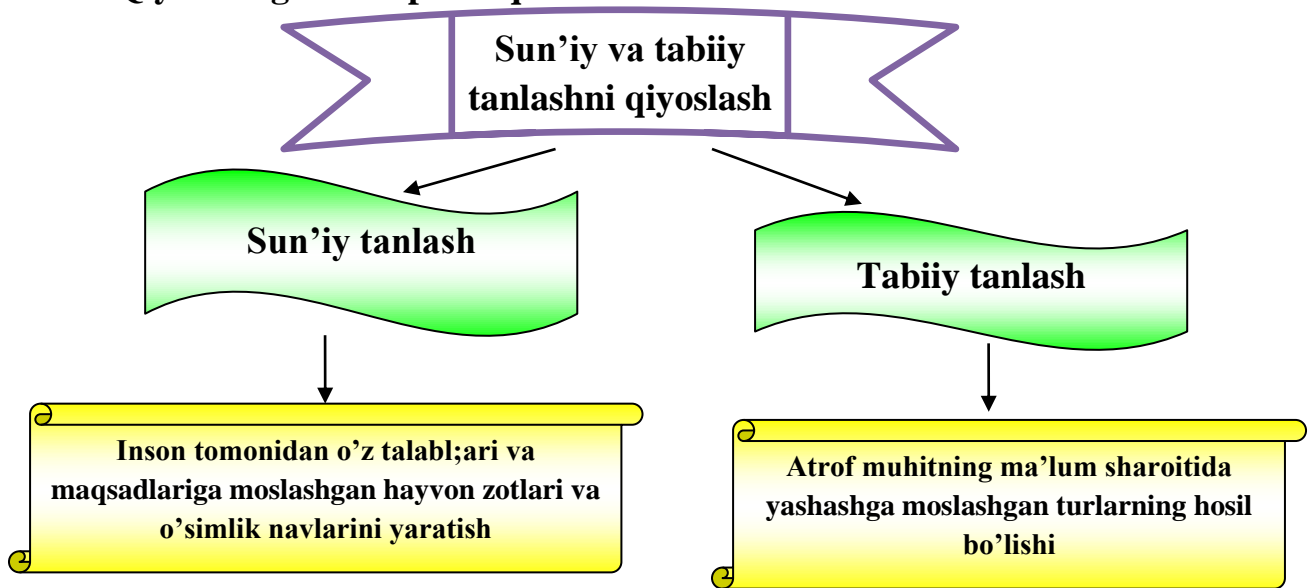 Sun’iy va tabiiy
tanlashni qiyoslash
Sun’iy tanlash
Tabiiy tanlash
Inson tomonidan o’z talabl;ari va
maqsadlariga moslashgan hayvon zotlari va
o’simlik navlarini yaratish
Atrof muhitning ma’lum sharoitida
yashashga moslashgan turlarning hosil
bo’lishi